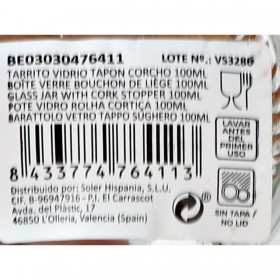 BE03030476411 LOTE Nº.: VS3286
TARRITO VIDRIO TAPON CORCHO 100ML
BOÎTE VERRE BOUCHON DE LIÈGE 100ML
GLASS JAR WITH CORK STOPPER 100ML
POTE VIDRO ROLHA CORTIÇA 100ML
BARATTOLO VETRO TAPPO SÙGHERO 100ML
LAVAR
ANTES
DEL
PRIMER
USO
8 433774 764113
Distribuido por: Soler Hispania, S.L.U.
CIF. B-96947916 - P.I. El Carrascot
Avda. del Plàstic, 17
46850 L'Olleria, Valencia (Spain)
SIN TAPA/
NO LID